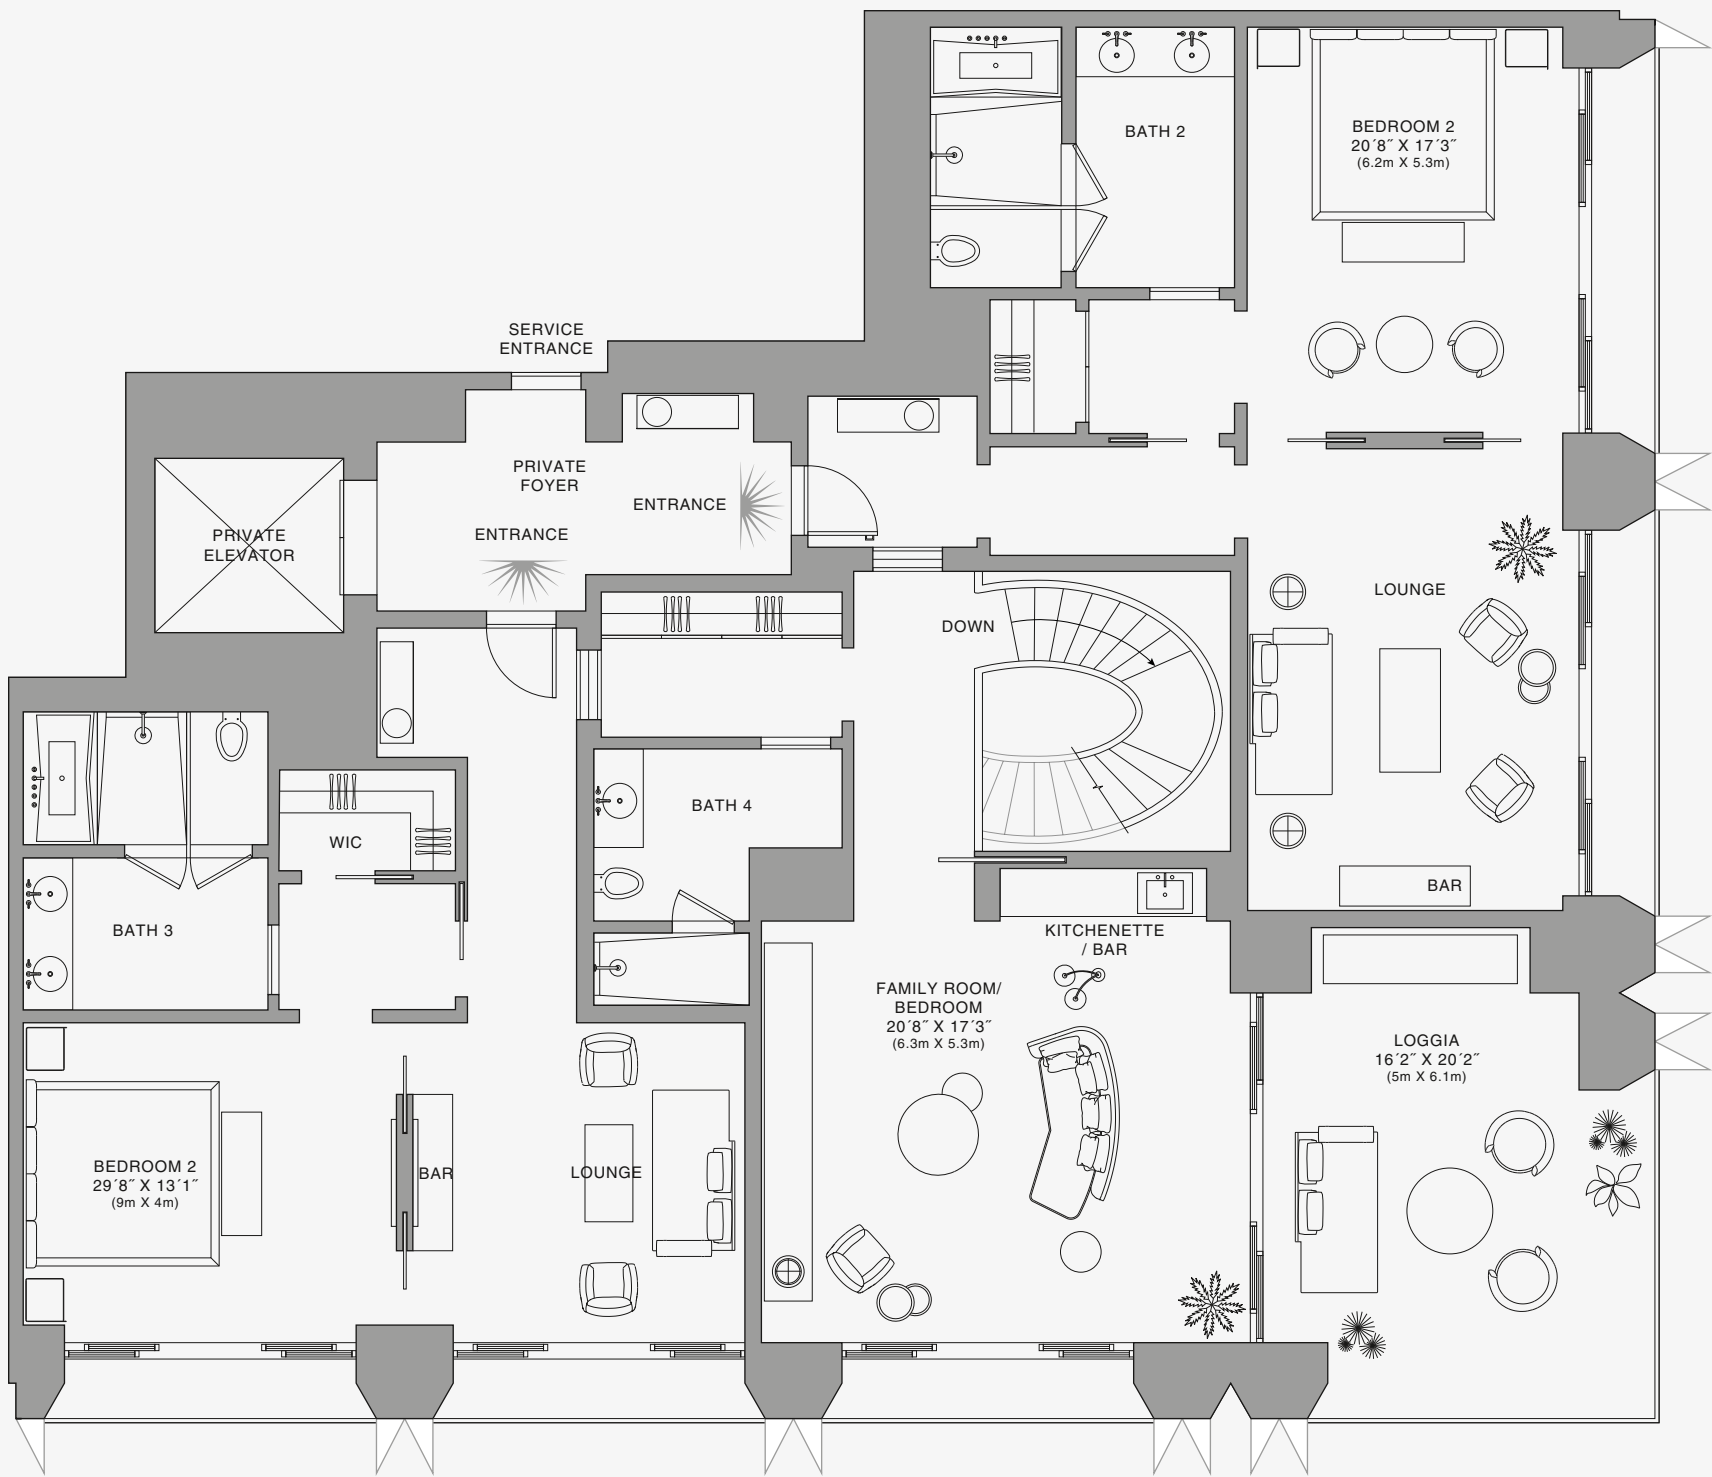 BATH 2
BEDROOM 2
20´8˝ X 17´3˝
(6.2m X 5.3m)
SERVICE
ENTRANCE
PRIVATE
FOYER
ENTRANCE
ENTRANCE
PRIVATE
ELEVATOR
LOUNGE
DOWN
BATH 4
WIC
BAR
BATH 3
KITCHENETTE
/ BAR
FAMILY ROOM/
BEDROOM
20´8˝ X 17´3˝
(6.3m X 5.3m)
LOGGIA
16´2˝ X 20´2˝
(5m X 6.1m)
BEDROOM 2
29´8˝ X 13´1˝
(9m X 4m)
BAR
LOUNGE